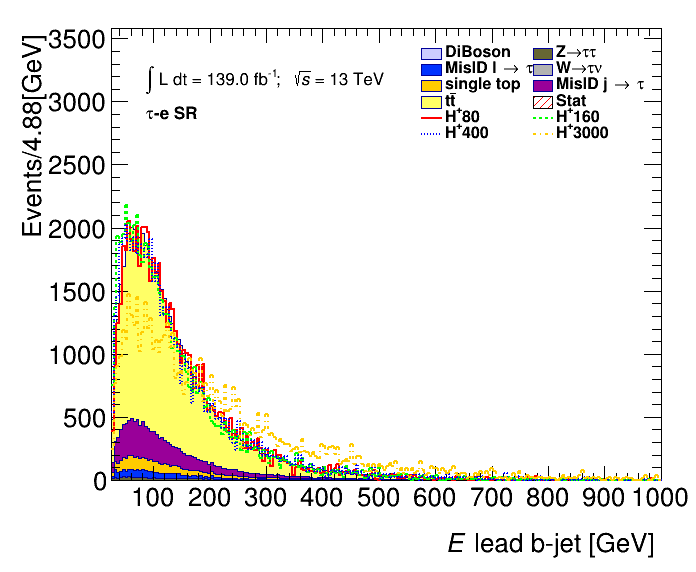 Events/4.88[GeV]
3500
3000
2500
2000
1500
1000
500
0
∫ L dt = 139.0 fb⁻¹; √s = 13 TeV
τ-e SR
DiBoson
Z→ττ
MisID l → τ
W→τν
single top
MisID j → τ
tt̄
Stat
H⁺80
H⁺160
H⁺400
H⁺3000
100 200 300 400 500 600 700 800 900 1000
E lead b-jet [GeV]